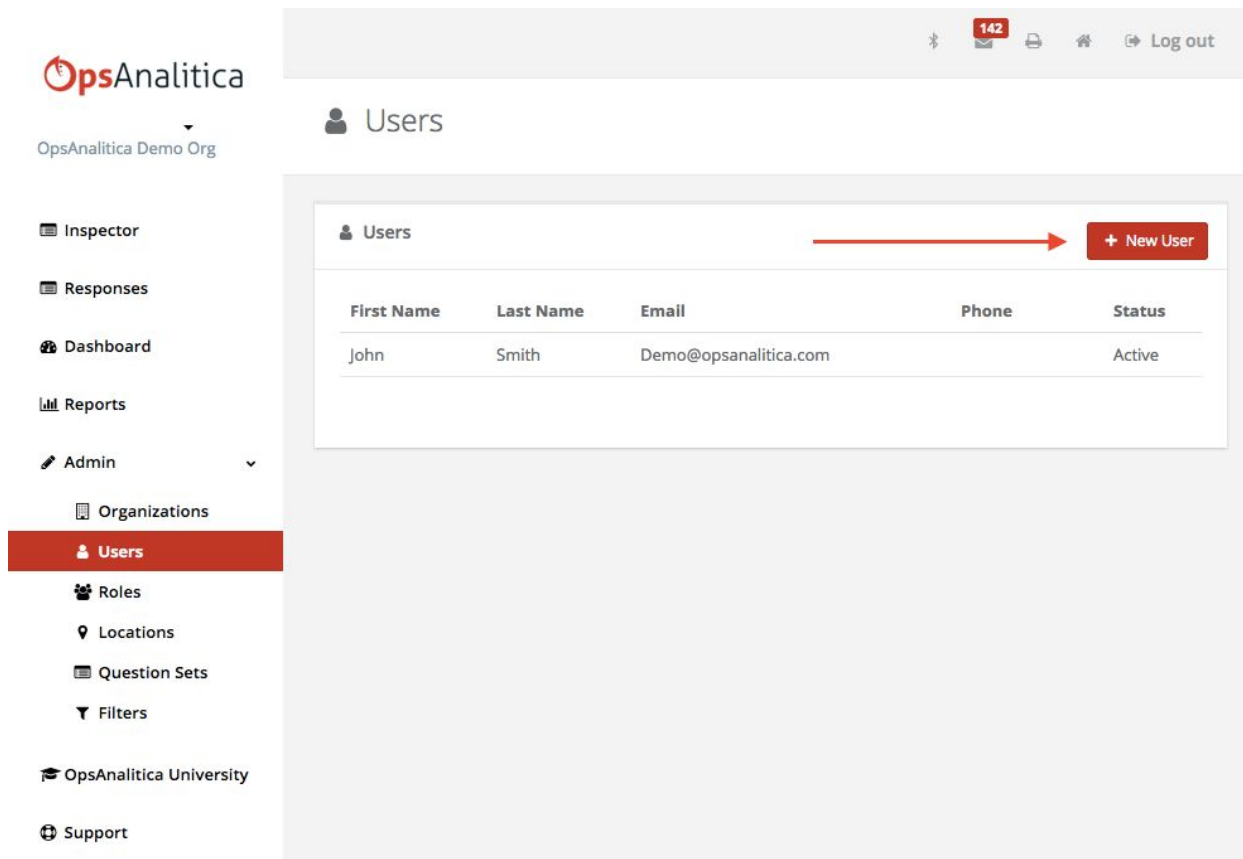 142
Log out
OpsAnalitica
OpsAnalitica Demo Org
Users
Inspector
Responses
Dashboard
Reports
Admin
Organizations
Users
Roles
Locations
Question Sets
Filters
OpsAnalitica University
Support
Users
+ New User
First Name Last Name Email Phone Status
John Smith Demo@opsanalitica.com Active